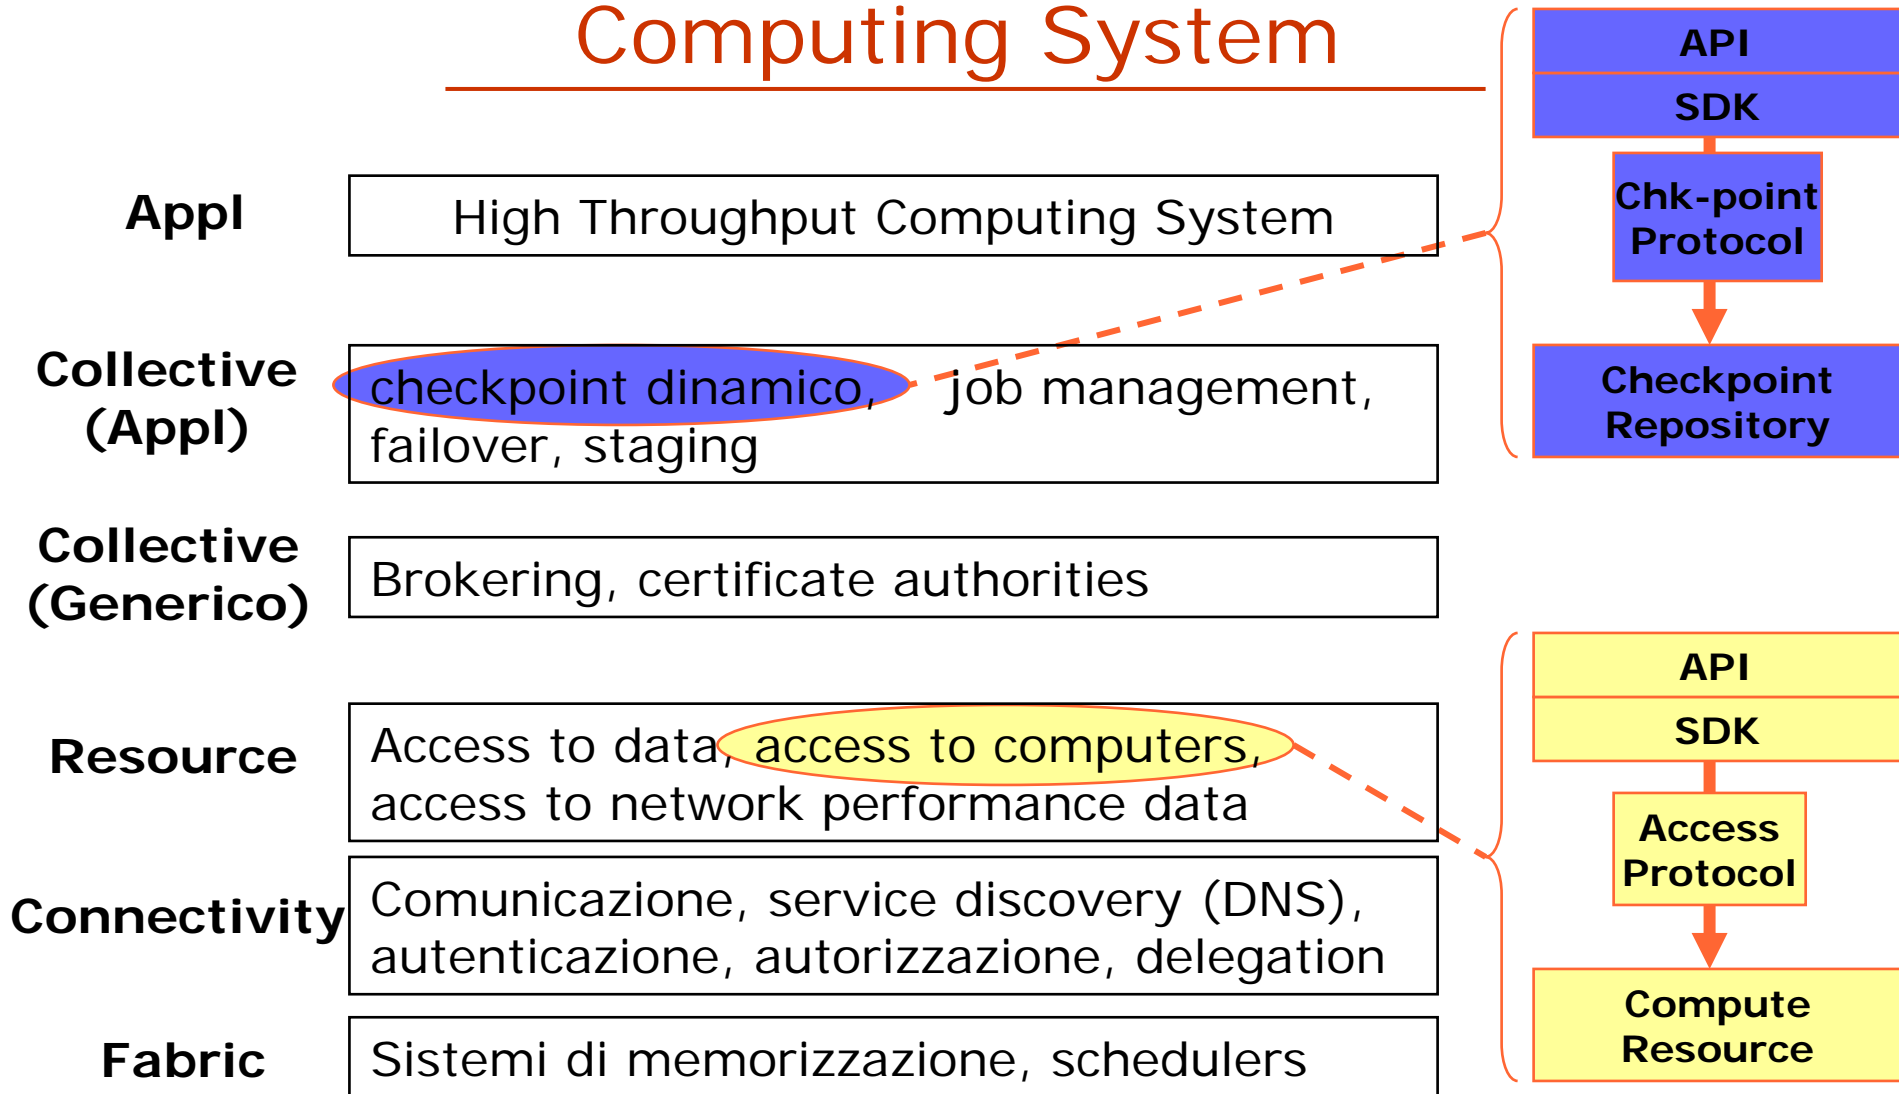 Computing System
API
SDK
Chk-point
Protocol
Checkpoint
Repository
Appl
High Throughput Computing System
Collective
(Appl)
checkpoint dinamico, job management,
failover, staging
Collective
(Generico)
Brokering, certificate authorities
Resource
Access to data, access to computers,
access to network performance data
API
SDK
Access
Protocol
Compute
Resource
Connectivity
Comunicazione, service discovery (DNS),
autenticazione, autorizzazione, delegation
Fabric
Sistemi di memorizzazione, schedulers